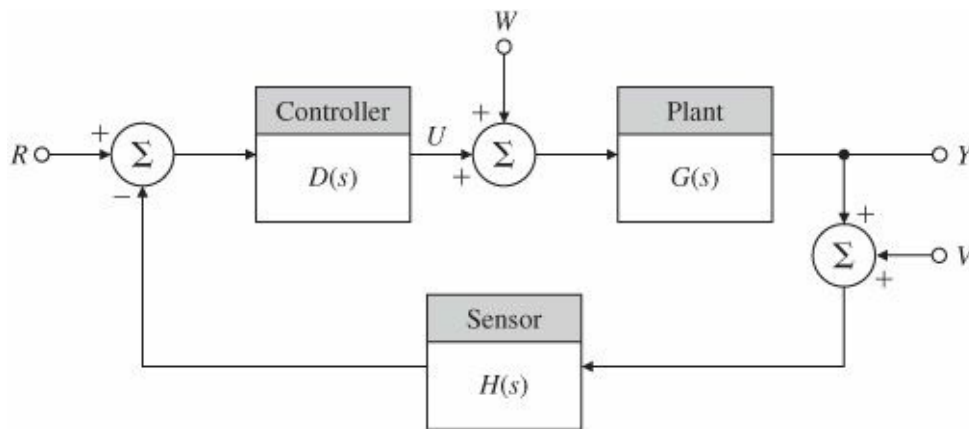 W
Controller
Plant
+
+
U
+
R
Σ
Σ
Y
D(s)
G(s)
−
+
Σ
V
+
Sensor
H(s)